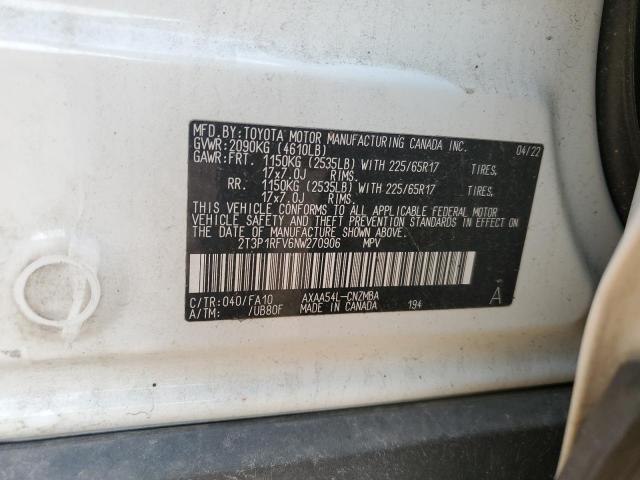 MFD.BY:TOYOTA MOTOR MANUFACTURING CANADA INC. 04/22
GVWR:2090KG (4610LB)
GAWR:FRT. 1150KG (2535LB) WITH 225/65R17 TIRES,
17x7.0J RIMS.
RR. 1150KG (2535LB) WITH 225/65R17 TIRES,
17x7.0J RIMS.
THIS VEHICLE CONFORMS TO ALL APPLICABLE FEDERAL MOTOR
VEHICLE SAFETY AND THEFT PREVENTION STANDARDS IN EFFECT ON
THE DATE OF MANUFACTURE SHOWN ABOVE.
2T3P1RFV6NW270906 MPV
C/TR:040/FA10 AXAA54L-CNZMBA A
A/TM: /UB80F MADE IN CANADA 194